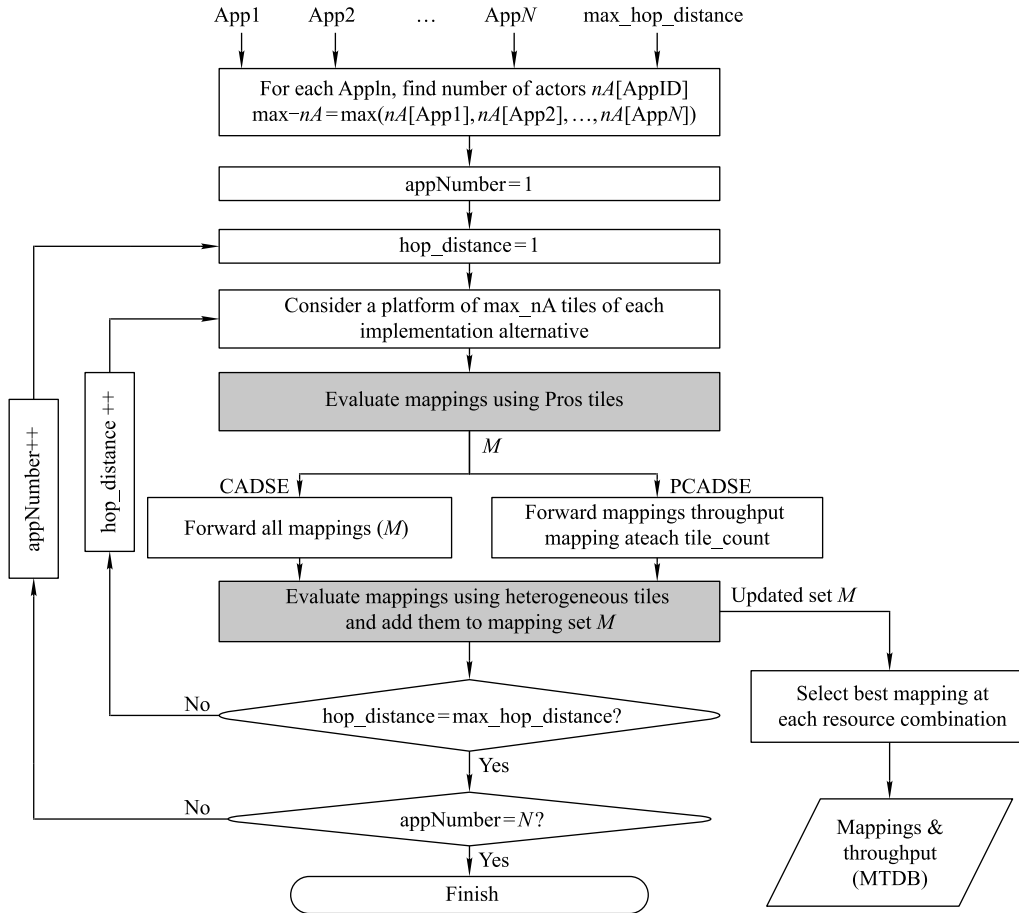 App1 App2 … AppN max_hop_distance
For each Appln, find number of actors nA[AppID]
max−nA=max(nA[App1],nA[App2],…,nA[AppN])
appNumber=1
hop_distance=1
Consider a platform of max_nA tiles of each
implementation alternative
Evaluate mappings using Pros tiles
M
CADSE
PCADSE
Forward all mappings (M)
Forward mappings throughput
mapping ateach tile_count
Evaluate mappings using heterogeneous tiles
and add them to mapping set M
Updated set M
Select best mapping at
each resource combination
Mappings &
throughput
(MTDB)
hop_distance=max_hop_distance?
No
Yes
hop_distance ++
appNumber=N?
No
Yes
appNumber++
Finish